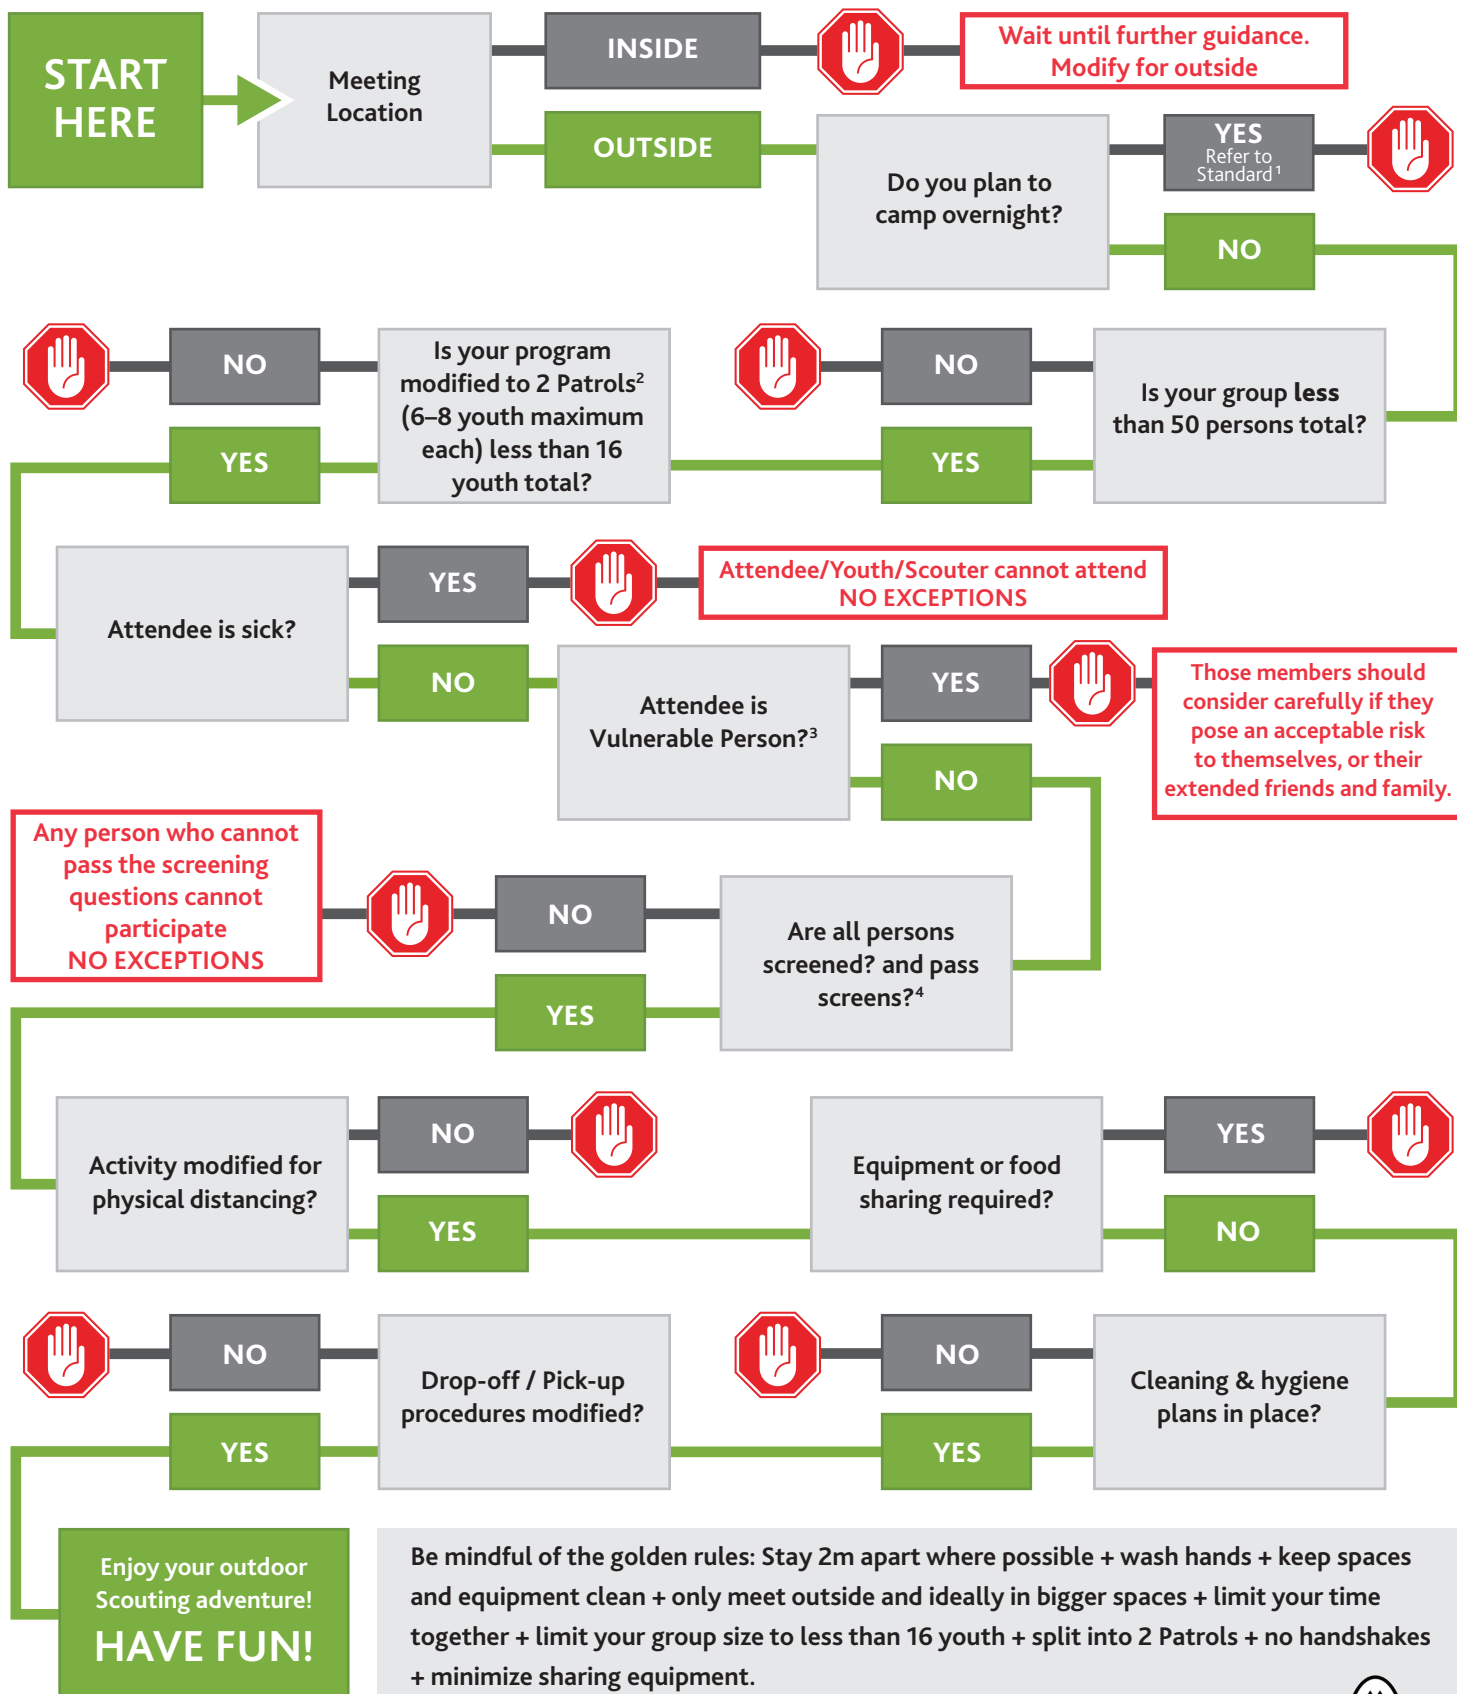 START
HERE
Meeting
Location
INSIDE
Wait until further guidance.
Modify for outside
OUTSIDE
Do you plan to
camp overnight?
YES
Refer to
Standard¹
NO
Is your group less
than 50 persons total?
NO
YES
Is your program
modified to 2 Patrols²
(6–8 youth maximum
each) less than 16
youth total?
NO
YES
Attendee is sick?
YES
Attendee/Youth/Scouter cannot attend
NO EXCEPTIONS
NO
Attendee is
Vulnerable Person?³
YES
Those members should
consider carefully if they
pose an acceptable risk
to themselves, or their
extended friends and family.
NO
Are all persons
screened? and pass
screens?⁴
NO
Any person who cannot
pass the screening
questions cannot
participate
NO EXCEPTIONS
YES
Activity modified for
physical distancing?
NO
YES
Equipment or food
sharing required?
YES
NO
Cleaning & hygiene
plans in place?
NO
YES
Drop-off / Pick-up
procedures modified?
NO
YES
Enjoy your outdoor
Scouting adventure!
HAVE FUN!
Be mindful of the golden rules: Stay 2m apart where possible + wash hands + keep spaces
and equipment clean + only meet outside and ideally in bigger spaces + limit your time
together + limit your group size to less than 16 youth + split into 2 Patrols + no handshakes
+ minimize sharing equipment.